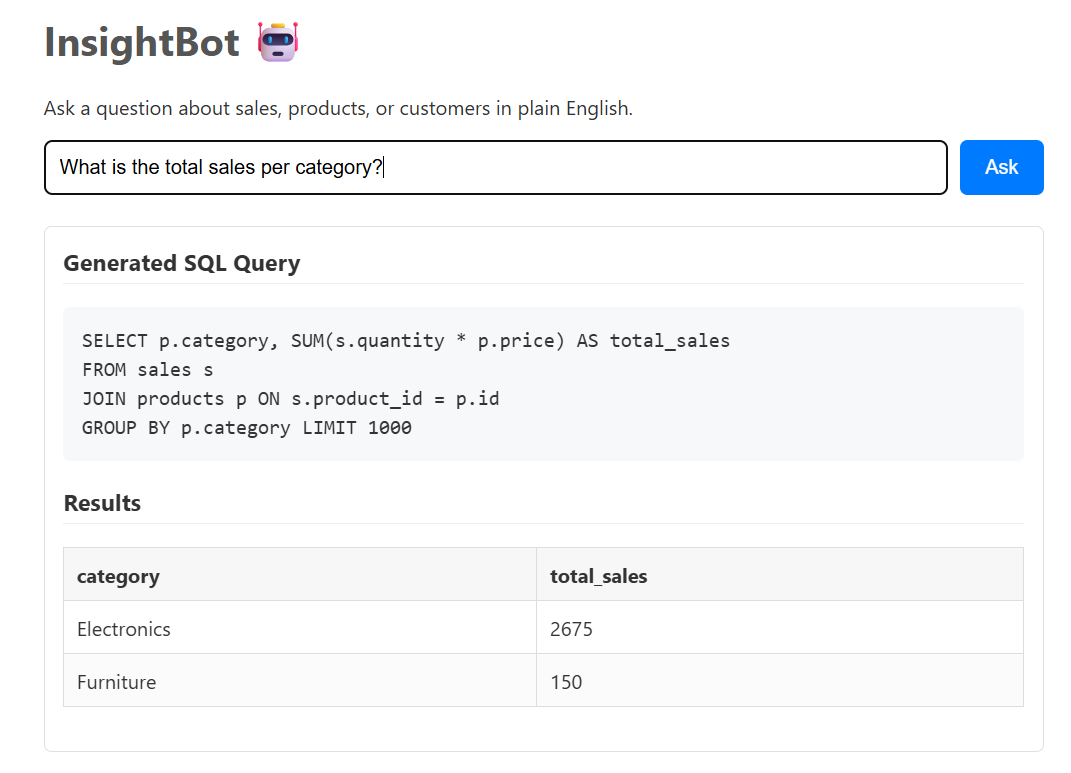 InsightBot
Ask a question about sales, products, or customers in plain English.
What is the total sales per category?
Ask
Generated SQL Query
SELECT p.category, SUM(s.quantity * p.price) AS total_sales
FROM sales s
JOIN products p ON s.product_id = p.id
GROUP BY p.category LIMIT 1000
Results
category total_sales
Electronics 2675
Furniture 150